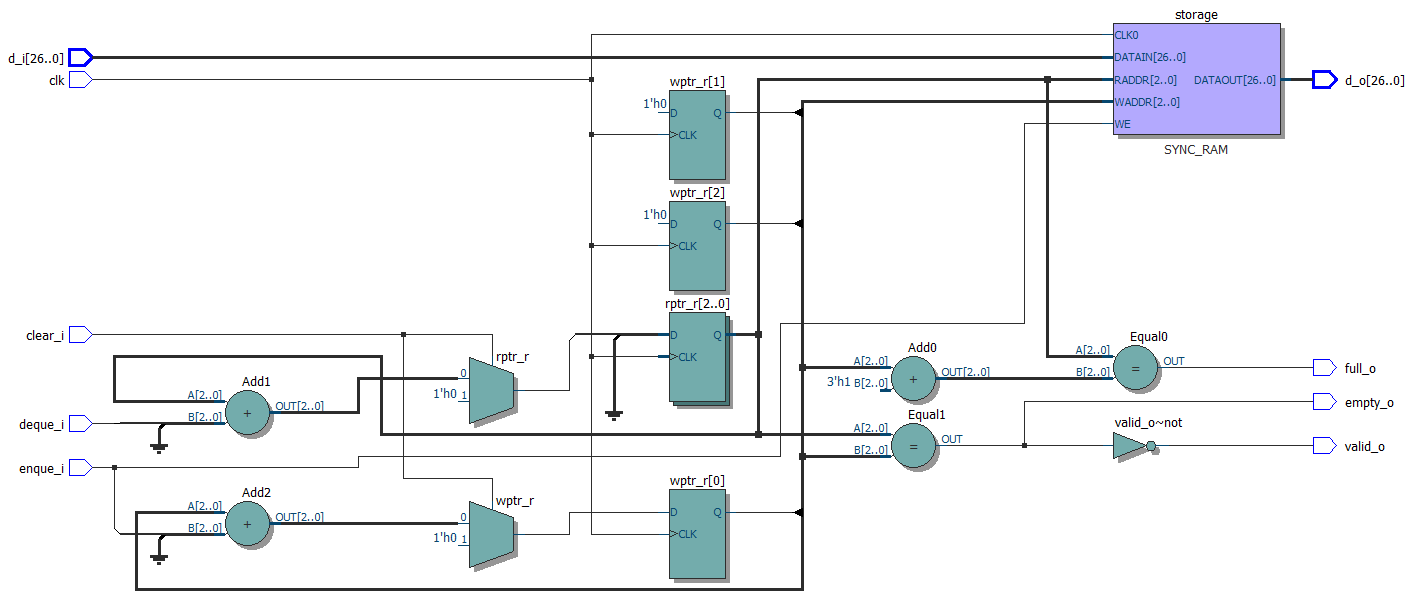 storage
d_i[26..0]
clk
CLK0
DATAIN[26..0]
RADDR[2..0] DATAOUT[26..0]
WADDR[2..0]
WE
d_o[26..0]
SYNC_RAM
wptr_r[1]
1'h0 D Q
CLK
wptr_r[2]
1'h0 D Q
CLK
rptr_r[2..0]
D Q
CLK
clear_i
rptr_r
0
1'h0 1
Add1
A[2..0]
+ OUT[2..0]
B[2..0]
deque_i
enque_i
Add2
A[2..0]
OUT[2..0]
+
B[2..0]
wptr_r
0
1'h0 1
wptr_r[0]
D Q
CLK
Add0
A[2..0]
+ OUT[2..0]
3'h1 B[2..0]
Equal0
A[2..0]
OUT
=
B[2..0]
full_o
empty_o
Equal1
A[2..0]
OUT
=
B[2..0]
valid_o~not
valid_o